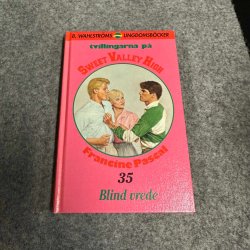 B. WAHLSTRÖMS UNGDOMSBÖCKER
tvillingarna på
SWEET VALLEY HIGH
Francine Pascal
35
Blind vrede